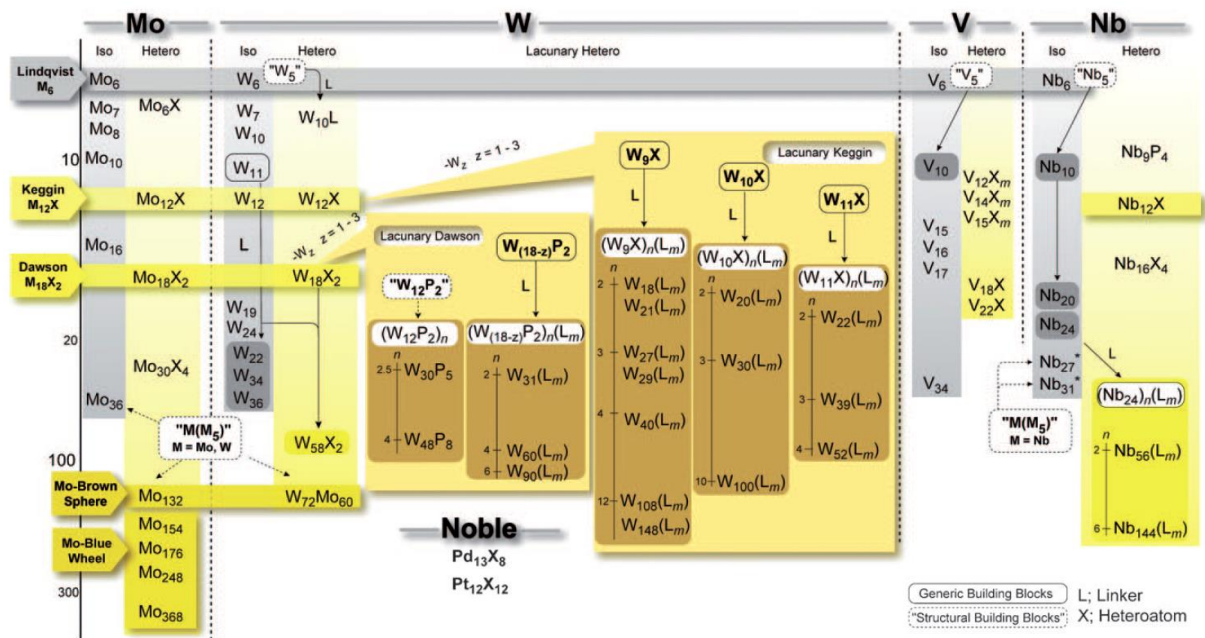 Mo
W
V
Nb
Iso
Hetero
Iso
Hetero
Lacunary Hetero
Iso
Hetero
Iso
Hetero
Lindqvist
M6
Mo6
W6
"W5"
L
V6
"V5"
Nb6
"Nb5"
Mo7
Mo6X
W7
W10L
Mo8
W10
10
Mo10
W11
-Wz z = 1 - 3
V10
Nb10
Nb9P4
Keggin
M12X
Mo12X
W12
W12X
V12Xm
V14Xm
V15Xm
Nb12X
Mo16
L
-Wz z = 1 - 3
V15
V16
V17
Nb16X4
Dawson
M18X2
Mo18X2
W18X2
V18X
V22X
Nb20
Nb24
W19
W24
20
W22
W34
W36
Mo30X4
Mo36
V34
Nb27*
Nb31*
L
(Nb24)n(Lm)
"M(M5)"
M = Mo, W
W58X2
"M(M5)"
M = Nb
n
2 Nb56(Lm)
6 Nb144(Lm)
100
Mo-Brown
Sphere
Mo132
W72Mo60
Mo154
Mo-Blue
Wheel
Mo176
Mo248
300
Mo368
Lacunary Dawson
"W12P2"
W(18-z)P2
L
(W12P2)n
(W(18-z)P2)n(Lm)
n
2.5 W30P5
4 W48P8
n
2 W31(Lm)
4 W60(Lm)
6 W90(Lm)
Lacunary Keggin
W9X
L
(W9X)n(Lm)
n
2 W18(Lm)
W21(Lm)
3 W27(Lm)
W29(Lm)
4 W40(Lm)
12 W108(Lm)
W148(Lm)
W10X
L
(W10X)n(Lm)
n
2 W20(Lm)
3 W30(Lm)
10 W100(Lm)
W11X
L
(W11X)n(Lm)
n
2 W22(Lm)
3 W39(Lm)
4 W52(Lm)
Noble
Pd13X8
Pt12X12
Generic Building Blocks
L; Linker
"Structural Building Blocks"
X; Heteroatom